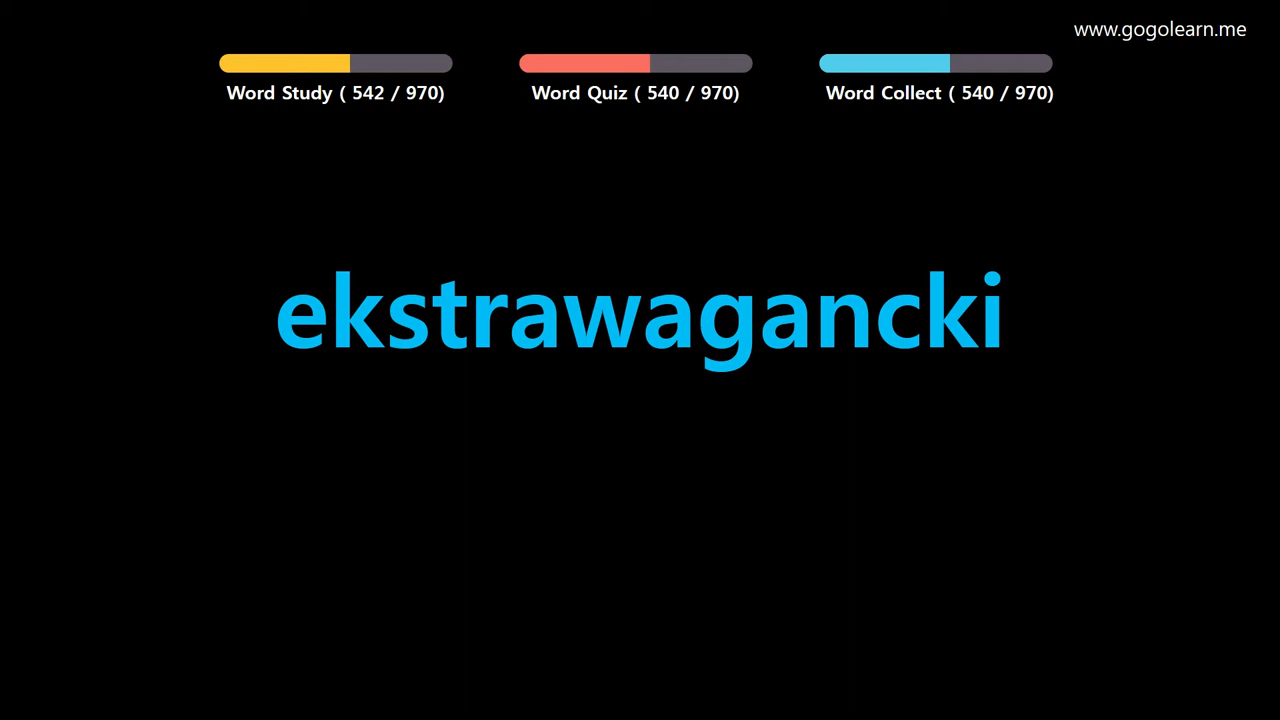 www.gogolearn.me
Word Study ( 542 / 970)
Word Quiz ( 540 / 970)
Word Collect ( 540 / 970)
ekstrawagancki